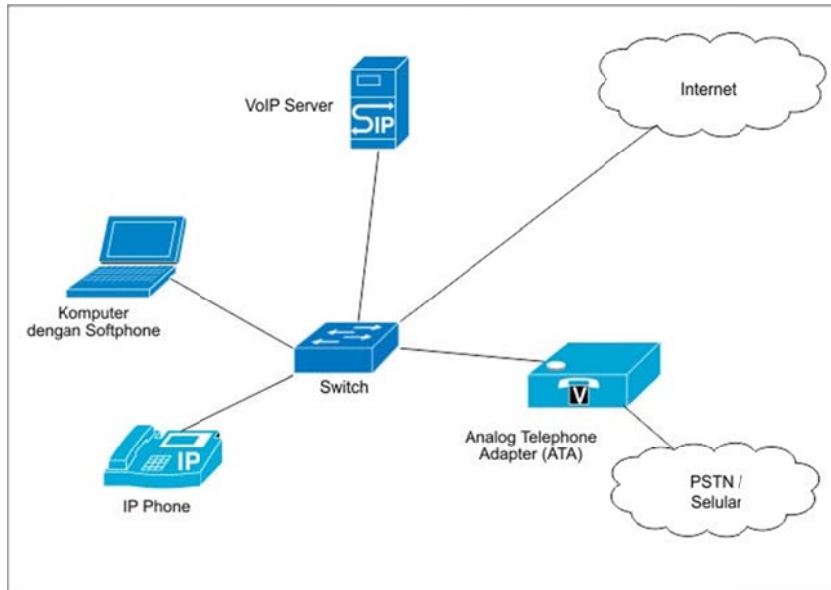 VoIP Server
SIP
Internet
Komputer
dengan Softphone
Switch
V
Analog Telephone
Adapter (ATA)
IP
IP Phone
PSTN /
Selular